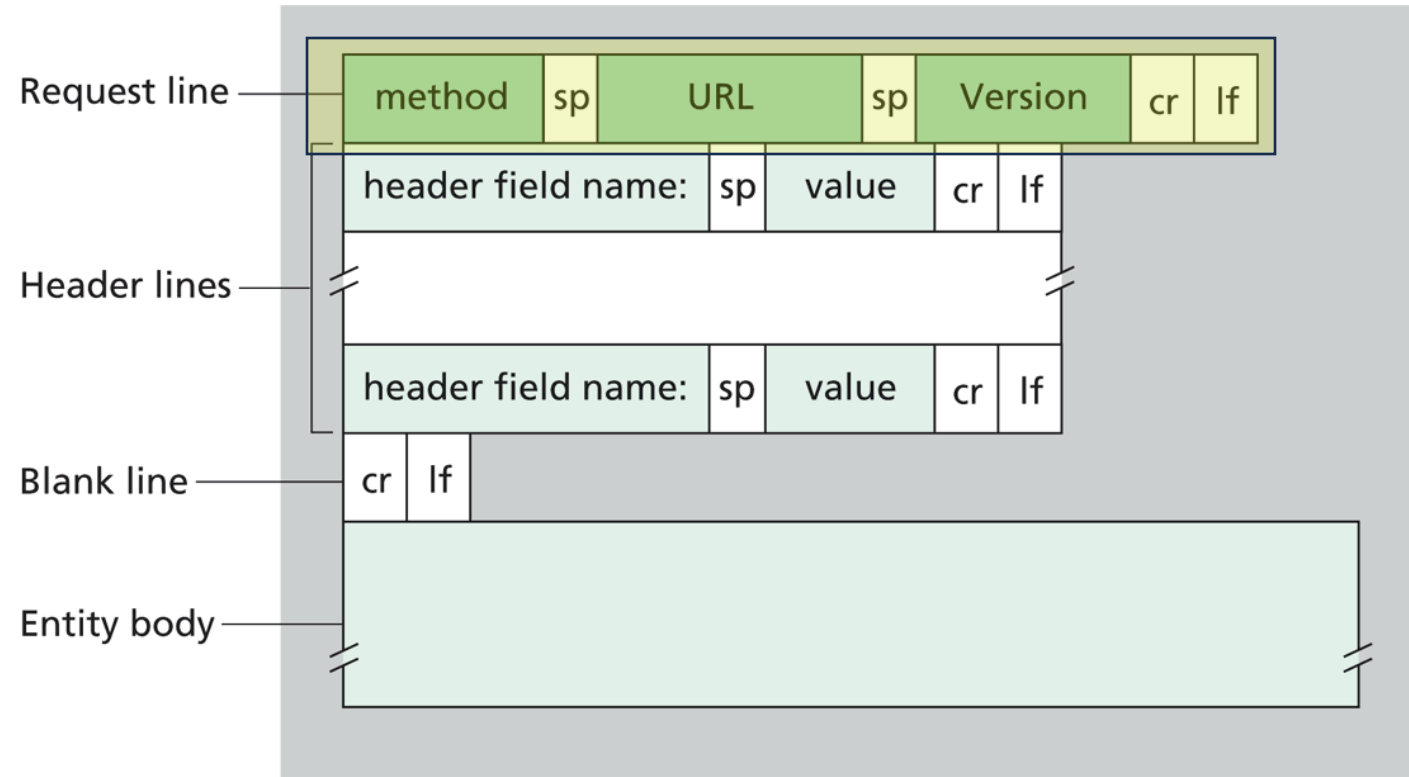 Request line method sp URL sp Version cr lf
header field name: sp value cr lf
Header lines
header field name: sp value cr lf
Blank line cr lf
Entity body